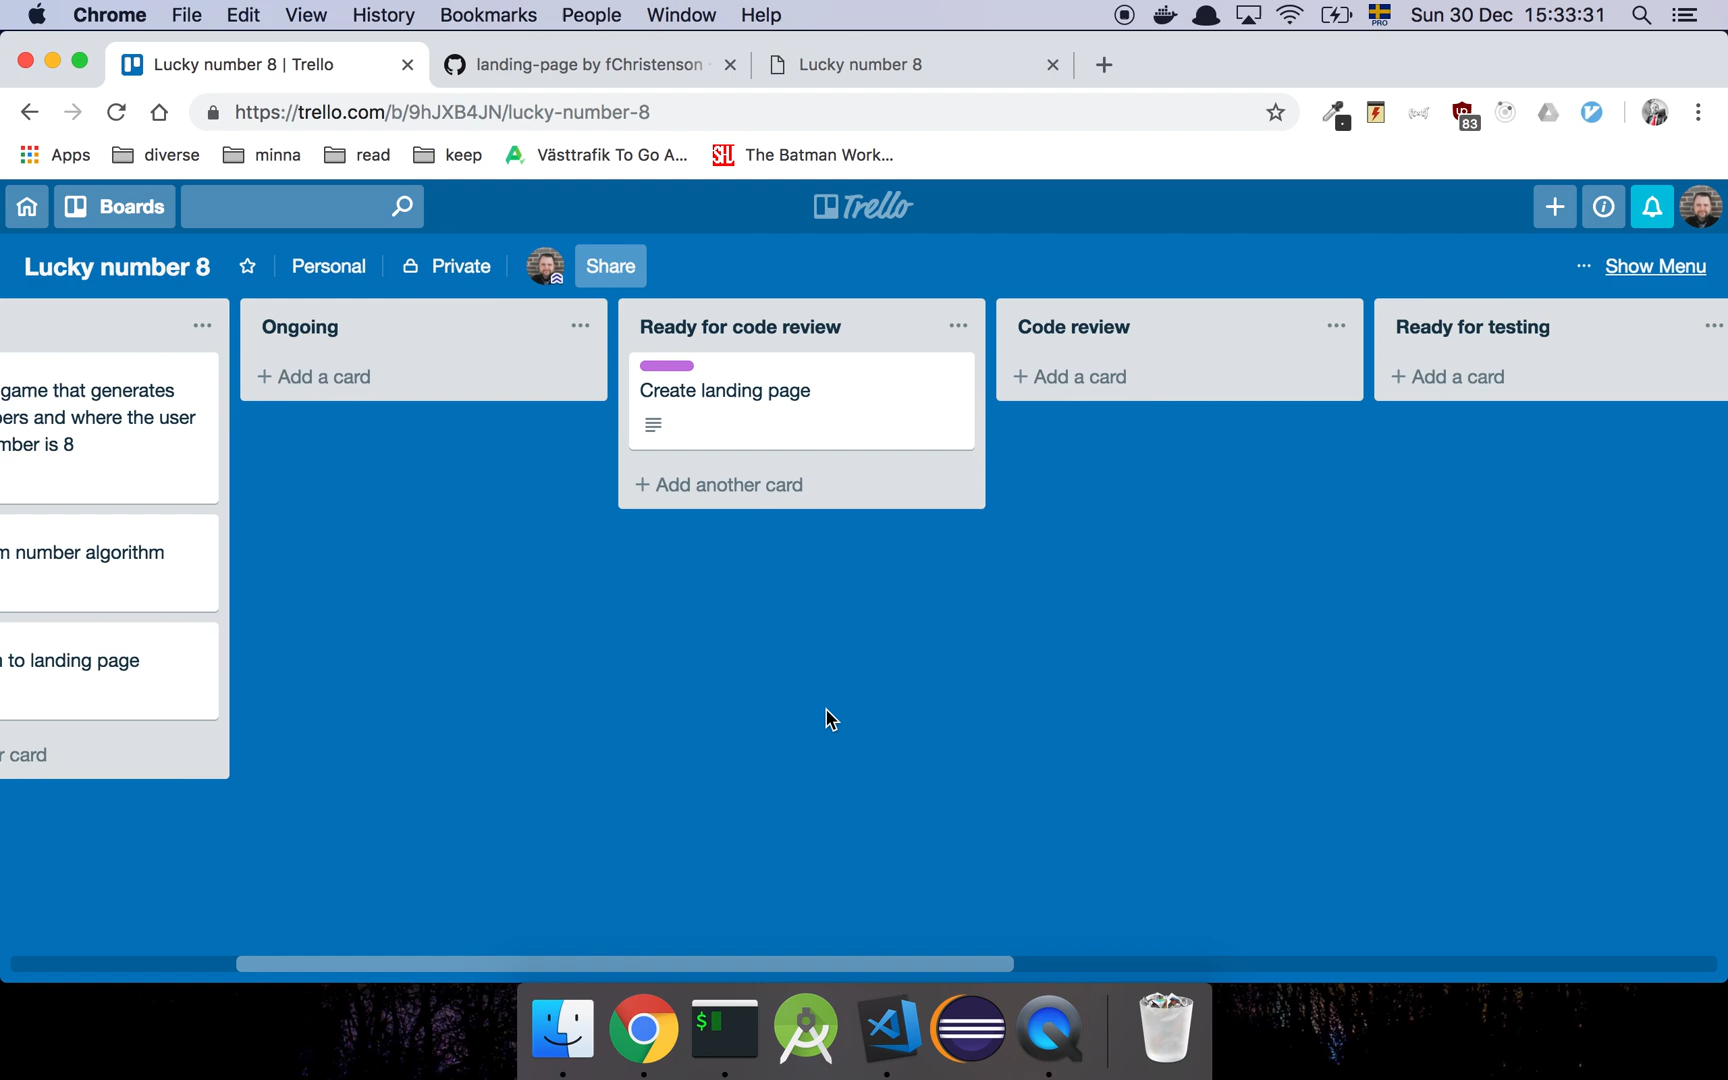 Chrome File Edit View History Bookmarks People Window Help PRO Sun 30 Dec 15:33:31
Lucky number 8 | Trello landing-page by fChristenson Lucky number 8
https://trello.com/b/9hJXB4JN/lucky-number-8 83
Apps diverse minna read keep Västtrafik To Go A... SHL The Batman Work...
Boards Trello
Lucky number 8 Personal Private Share ... Show Menu
Ongoing Ready for code review Code review Ready for testing
+ Add a card + Add a card + Add a card
game that generates
bers and where the user
mber is 8
Create landing page
+ Add another card
m number algorithm
to landing page
r card
$